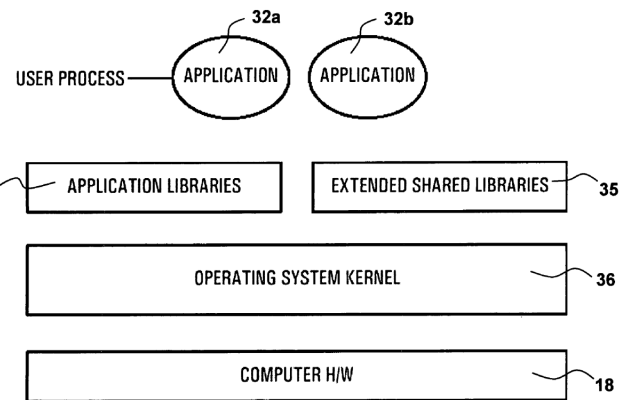 32a
32b
USER PROCESS
APPLICATION
APPLICATION
APPLICATION LIBRARIES
EXTENDED SHARED LIBRARIES
35
OPERATING SYSTEM KERNEL
36
COMPUTER H/W
18